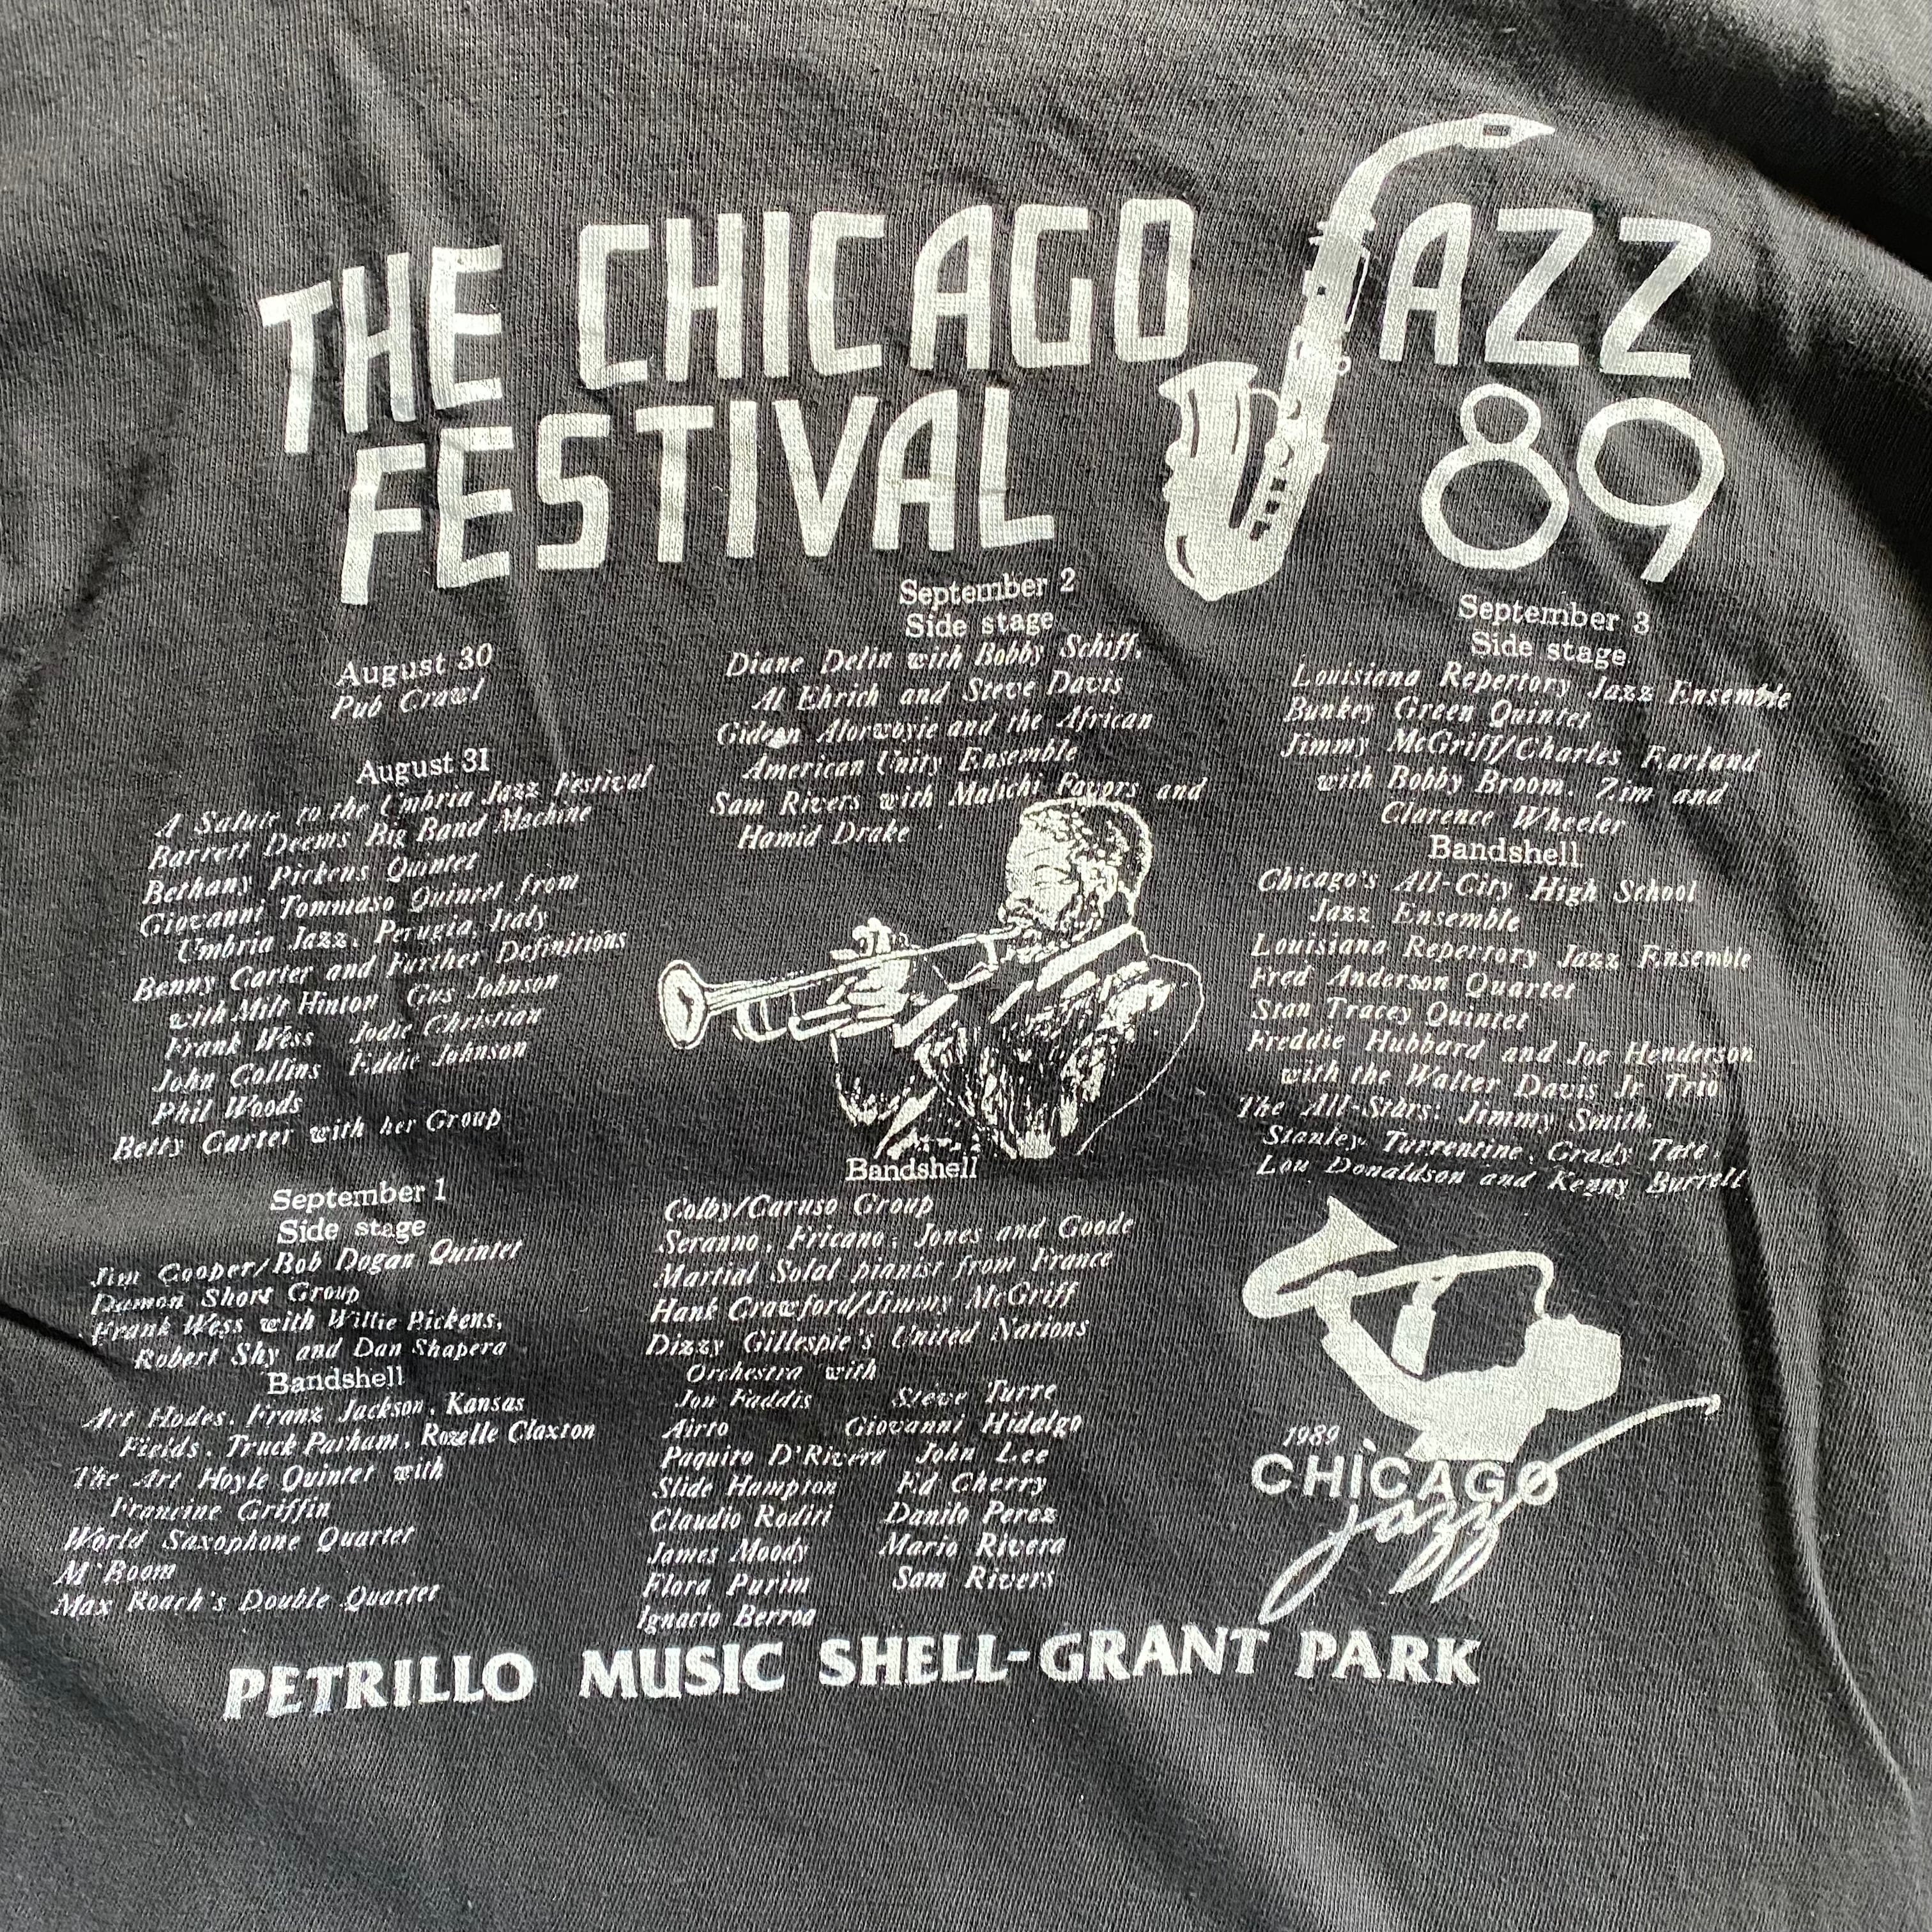 THE CHICAGO JAZZ
FESTIVAL 89
August 30
Pub Crawl
August 31
A Salute to the Umbria Jazz Festival
Barrett Deems Big Band Machine
Bethany Pickens Quintet
Giovanni Tommaso Quintet from
Umbria Jazz, Perugia, Italy
Benny Carter and Further Definitions
with Milt Hinton Gus Johnson
Frank Wess Jodie Christian
John Collins Eddie Johnson
Phil Woods
Betty Carter with her Group
September 1
Side stage
Jim Cooper/Bob Dogan Quintet
Damon Short Group
Frank Wess with Willie Pickens,
Robert Shy and Dan Shapera
Bandshell
Art Hodes, Franz Jackson, Kansas
Fields, Truck Parham, Rozelle Claxton
The Art Hoyle Quintet with
Francine Griffin
World Saxophone Quartet
M'Boom
Max Roach's Double Quartet
September 2
Side stage
Diane Delin with Bobby Schiff,
Al Ehrich and Steve Davis
Gideon Alorwoyie and the African
American Unity Ensemble
Sam Rivers with Malichi Favors and
Hamid Drake
Bandshell
Colby/Caruso Group
Seranno, Fricano, Jones and Goode
Martial Solal pianist from France
Hank Crawford/Jimmy McGriff
Dizzy Gillespie's United Nations
Orchestra with
Jon Faddis Steve Turre
Airto Giovanni Hidalgo
Paquito D'Rivera John Lee
Slide Hampton Ed Cherry
Claudio Roditi Danilo Perez
James Moody Mario Rivera
Flora Purim Sam Rivers
Ignacio Berroa
September 3
Side stage
Louisiana Repertory Jazz Ensemble
Bunkey Green Quintet
Jimmy McGriff/Charles Earland
with Bobby Broom, Zim and
Clarence Wheeler
Bandshell
Chicago's All-City High School
Jazz Ensemble
Louisiana Repertory Jazz Ensemble
Fred Anderson Quartet
Stan Tracey Quintet
Freddie Hubbard and Joe Henderson
with the Walter Davis Jr. Trio
The All-Stars: Jimmy Smith,
Stanley Turrentine, Grady Tate,
Lou Donaldson and Kenny Burrell
1989
CHICAGO
jazz
PETRILLO MUSIC SHELL-GRANT PARK